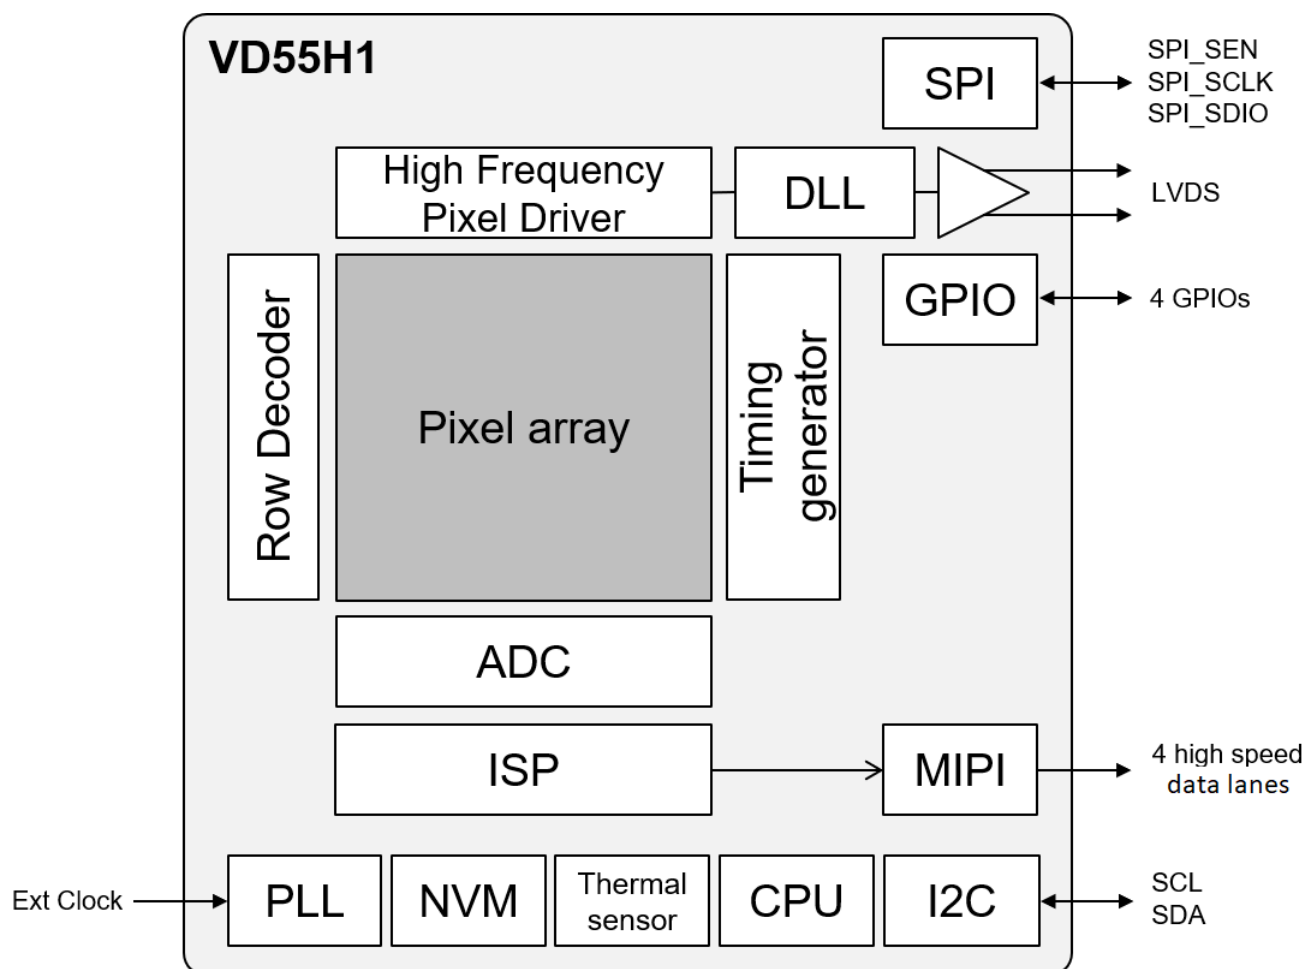 VD55H1
SPI
SPI_SEN
SPI_SCLK
SPI_SDIO
High Frequency
Pixel Driver
DLL
LVDS
Row Decoder
Pixel array
Timing
generator
GPIO
4 GPIOs
ADC
ISP
MIPI
4 high speed
data lanes
Ext Clock
PLL
NVM
Thermal
sensor
CPU
I2C
SCL
SDA